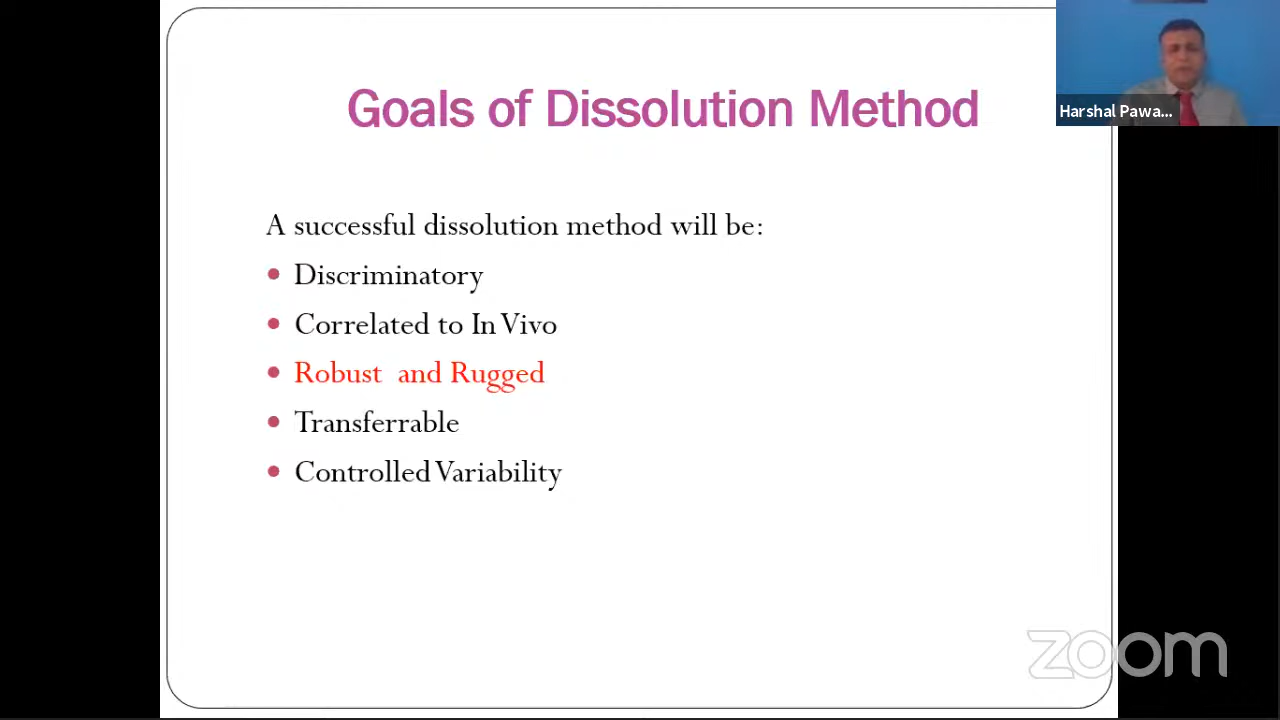 Goals of Dissolution Method
Harshal Pawa...
A successful dissolution method will be:
Discriminatory
Correlated to In Vivo
Robust and Rugged
Transferrable
Controlled Variability
zoom